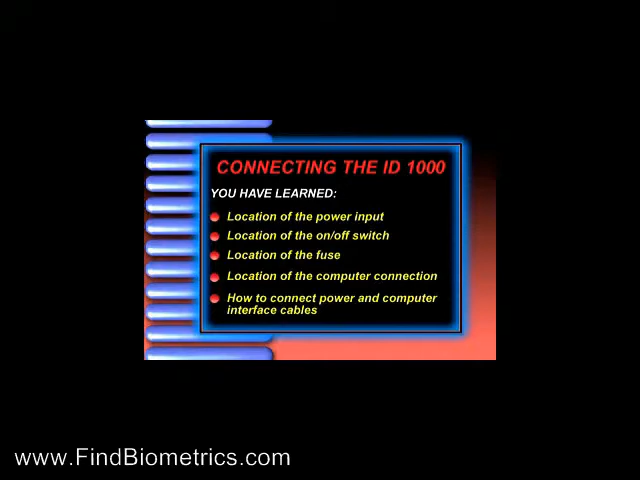 CONNECTING THE ID 1000
YOU HAVE LEARNED:
Location of the power input
Location of the on/off switch
Location of the fuse
Location of the computer connection
How to connect power and computer
interface cables
www.FindBiometrics.com